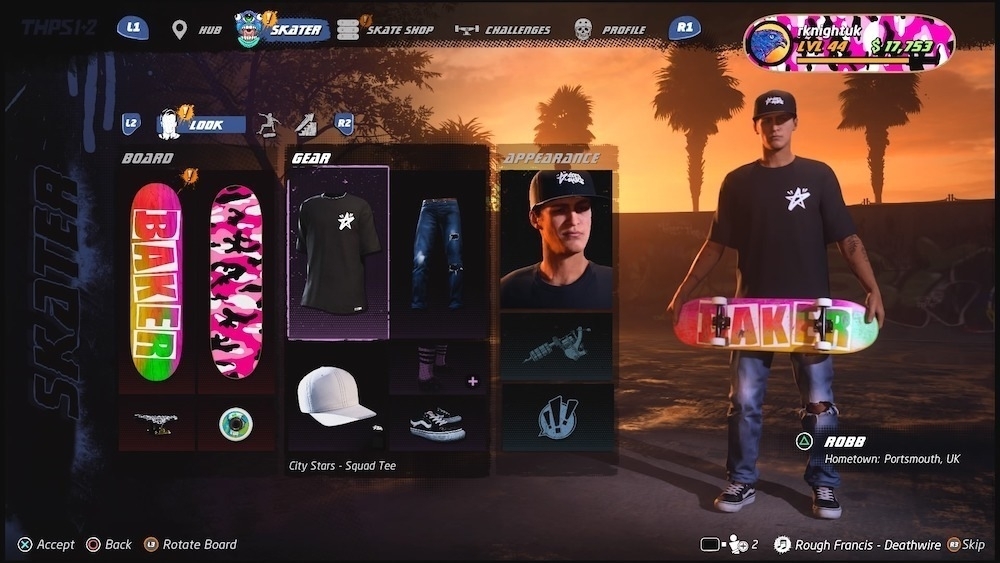 THPS1+2
L1
HUB
SKATER
SKATE SHOP
CHALLENGES
PROFILE
R1
rknightuk
LVL 44 $ 17,753
L2
LOOK
R2
BOARD
GEAR
APPEARANCE
SKATER
BAKER
BAKER
City Stars - Squad Tee
ROBB
Hometown: Portsmouth, UK
Accept
Back
L3 Rotate Board
2
Rough Francis - Deathwire
R3 Skip